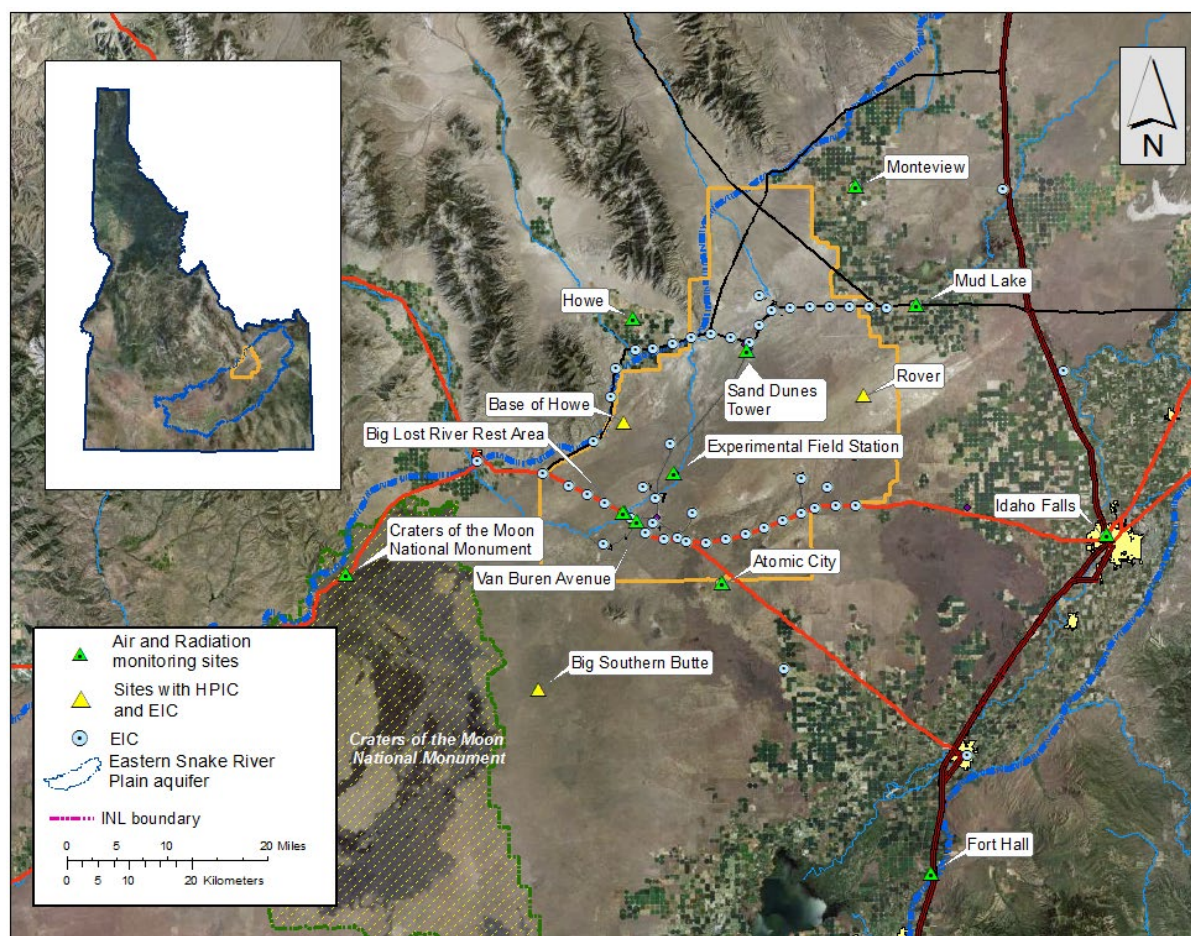 N
Monteview
Mud Lake
Howe
Sand Dunes
Tower
Rover
Base of Howe
Big Lost River Rest Area
Experimental Field Station
Idaho Falls
Craters of the Moon
National Monument
Van Buren Avenue
Atomic City
Big Southern Butte
Craters of the Moon
National Monument
Fort Hall
Air and Radiation
monitoring sites
Sites with HPIC
and EIC
EIC
Eastern Snake River
Plain aquifer
INL boundary
0 5 10 20 Miles
0 5 10 20 Kilometers